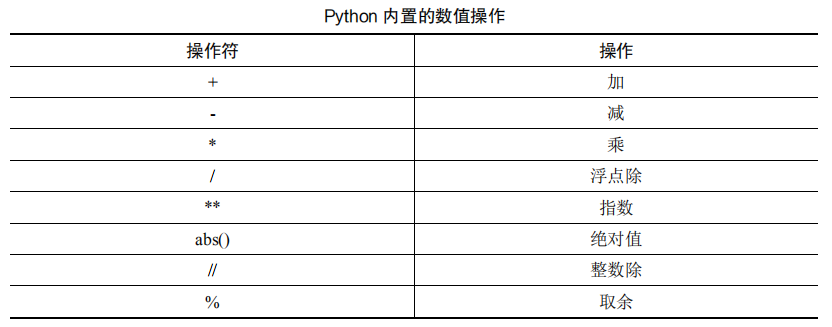 Python 内置的数值操作
操作符 操作
+ 加
- 减
* 乘
/ 浮点除
** 指数
abs() 绝对值
// 整数除
% 取余